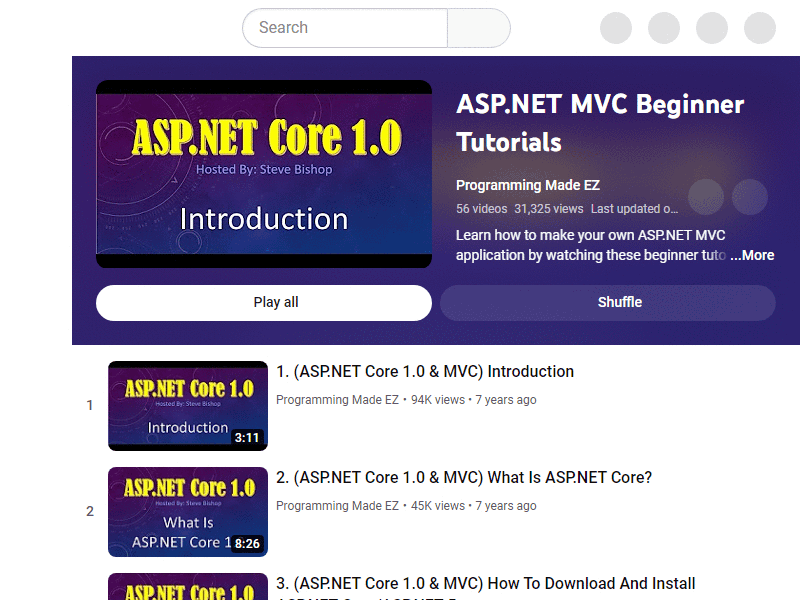 Search
ASP.NET Core 1.0
Hosted By: Steve Bishop
Introduction
ASP.NET MVC Beginner
Tutorials
Programming Made EZ
56 videos 31,325 views Last updated o...
Learn how to make your own ASP.NET MVC
application by watching these beginner tuto ...More
Play all
Shuffle
1
ASP.NET Core 1.0
Hosted By: Steve Bishop
Introduction
3:11
1. (ASP.NET Core 1.0 & MVC) Introduction
Programming Made EZ • 94K views • 7 years ago
2
ASP.NET Core 1.0
Hosted By: Steve Bishop
What Is
ASP.NET Core 1
8:26
2. (ASP.NET Core 1.0 & MVC) What Is ASP.NET Core?
Programming Made EZ • 45K views • 7 years ago
ASP.NET Core 1.0
3. (ASP.NET Core 1.0 & MVC) How To Download And Install